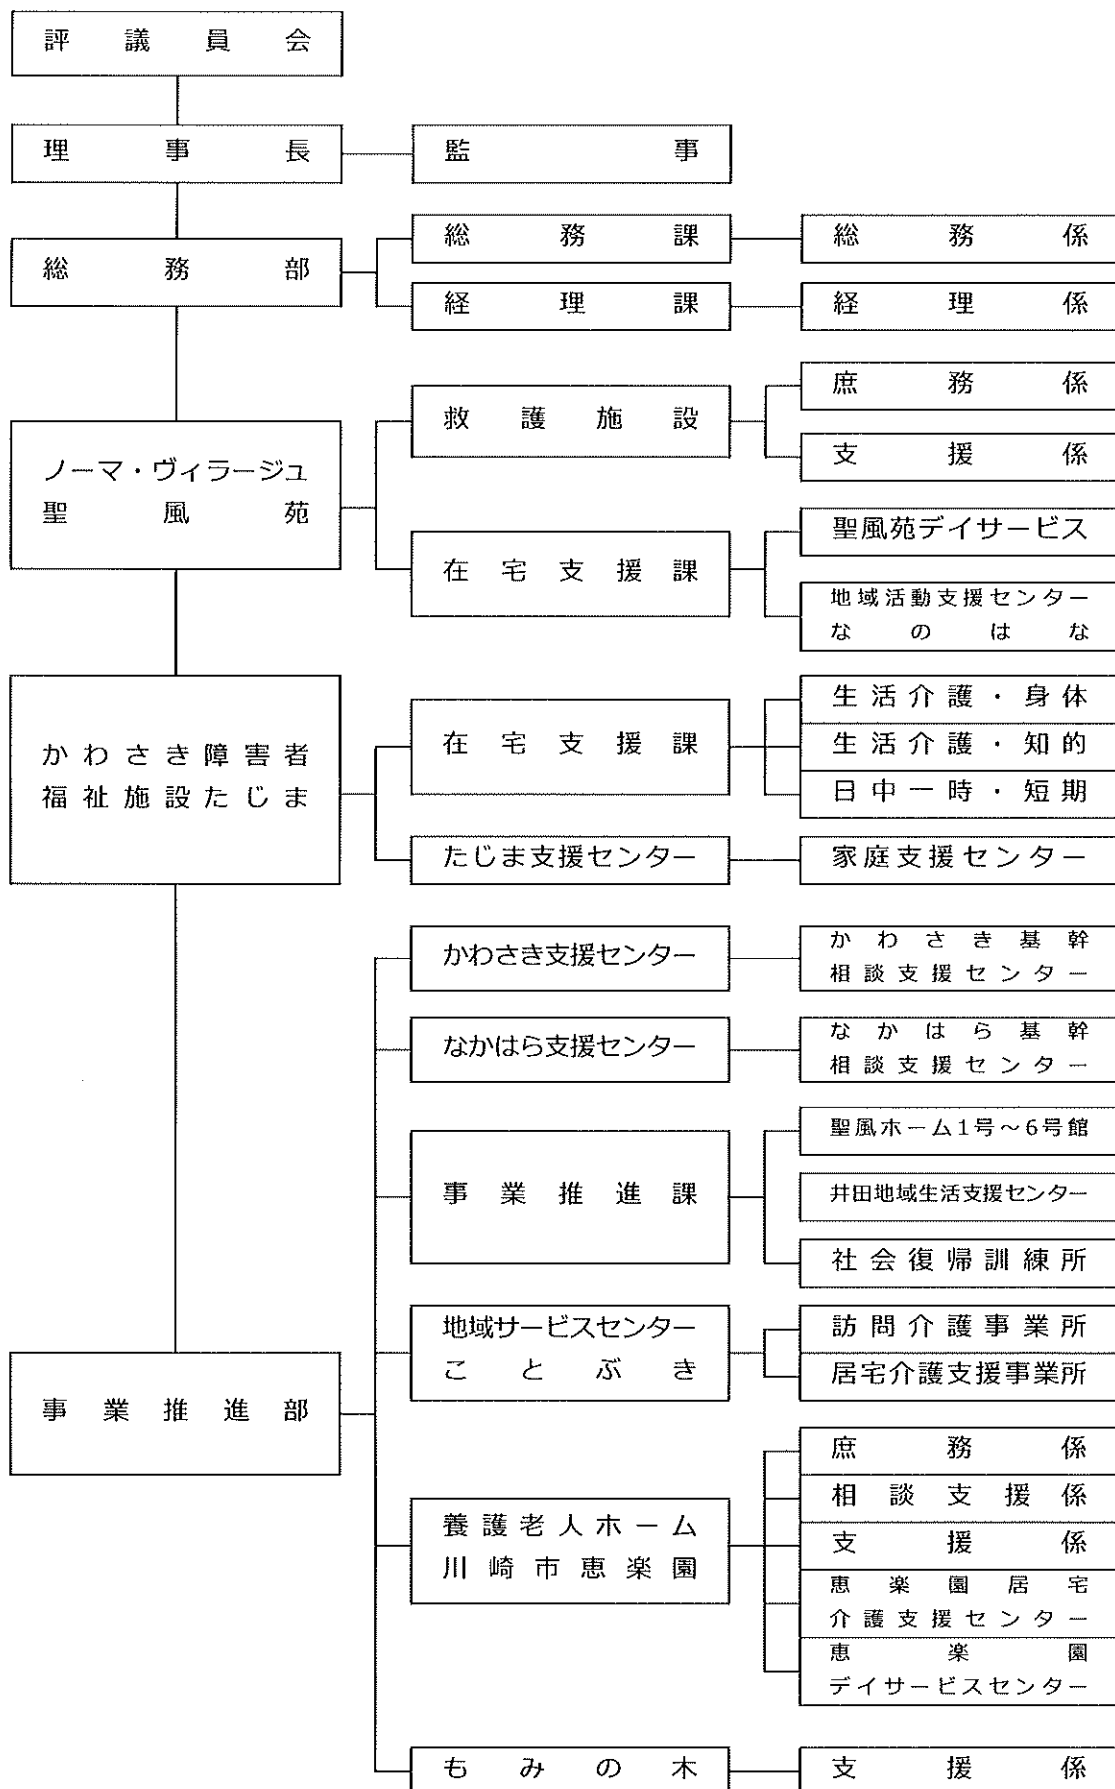 評議員会
理事長
監事
総務部
総務課
総務係
経理課
経理係
ノーマ・ヴィラージュ
聖風苑
救護施設
庶務係
支援係
在宅支援課
聖風苑デイサービス
地域活動支援センター
なのはな
かわさき障害者
福祉施設たじま
在宅支援課
生活介護・身体
生活介護・知的
日中一時・短期
たじま支援センター
家庭支援センター
事業推進部
かわさき支援センター
かわさき基幹
相談支援センター
なかはら支援センター
なかはら基幹
相談支援センター
事業推進課
聖風ホーム1号～6号館
井田地域生活支援センター
社会復帰訓練所
地域サービスセンター
ことぶき
訪問介護事業所
居宅介護支援事業所
養護老人ホーム
川崎市恵楽園
庶務係
相談支援係
支援係
恵楽園居宅
介護支援センター
恵楽園
デイサービスセンター
もみの木
支援係